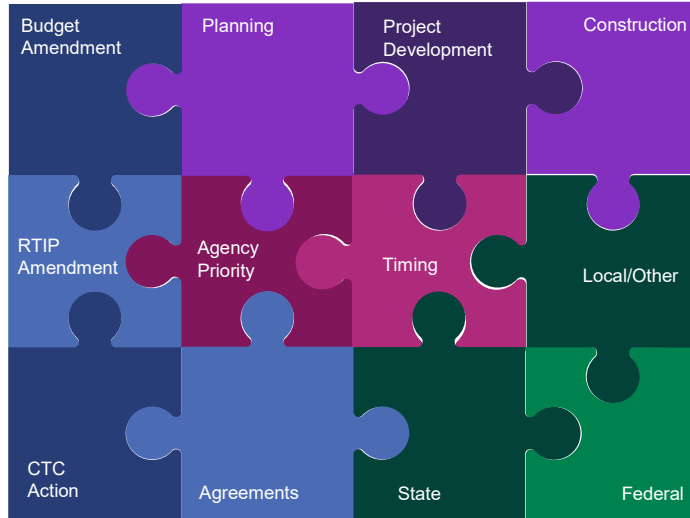 Budget
Amendment
Planning
Project
Development
Construction
RTIP
Amendment
Agency
Priority
Timing
Local/Other
CTC
Action
Agreements
State
Federal